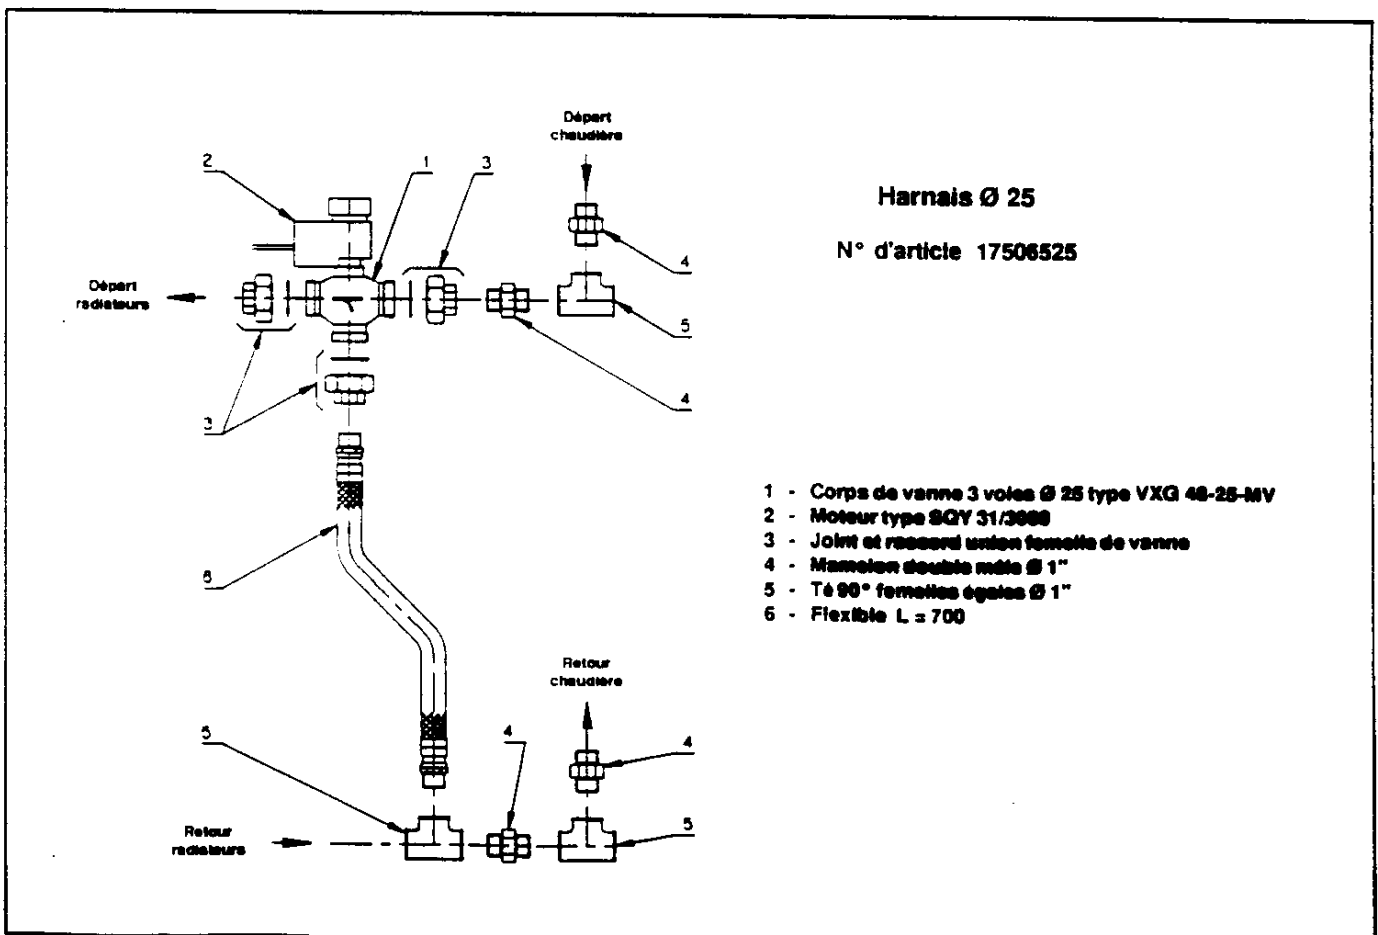 Départ
chaudière
2
1
3
Harnais Ø 25
N° d'article 17506525
4
Départ
radiateurs
5
4
3
1 - Corps de vanne 3 voies Ø 25 type VXG 48-25-MV
2 - Moteur type SQY 31/
3 - Joint et raccord union femelle de vanne
4 - Mamelon double mâle Ø 1"
5 - Té 90° femelles égales Ø 1"
6 - Flexible L = 700
6
Retour
chaudière
5
4
4
5
Retour
radiateurs